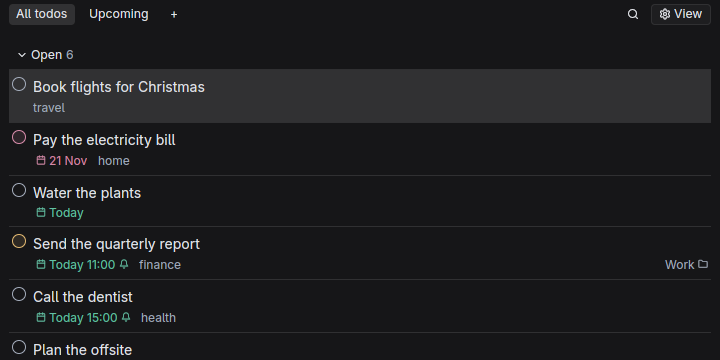 All todos Upcoming + View
Open 6
Book flights for Christmas
travel
Pay the electricity bill
21 Nov home
Water the plants
Today
Send the quarterly report
Today 11:00 finance Work
Call the dentist
Today 15:00 health
Plan the offsite